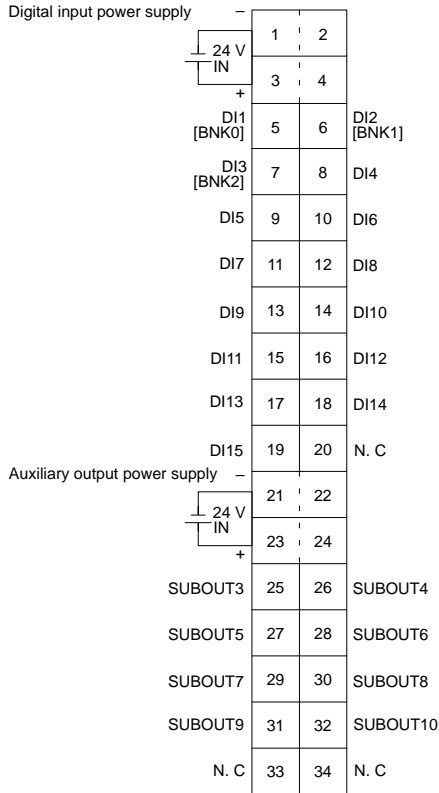 Digital input power supply –
1 2
24 V
IN
3 4
+
DI1
[BNK0] 5 6 DI2
[BNK1]
DI3
[BNK2] 7 8 DI4
DI5 9 10 DI6
DI7 11 12 DI8
DI9 13 14 DI10
DI11 15 16 DI12
DI13 17 18 DI14
DI15 19 20 N. C
Auxiliary output power supply –
21 22
24 V
IN
23 24
+
SUBOUT3 25 26 SUBOUT4
SUBOUT5 27 28 SUBOUT6
SUBOUT7 29 30 SUBOUT8
SUBOUT9 31 32 SUBOUT10
N. C 33 34 N. C